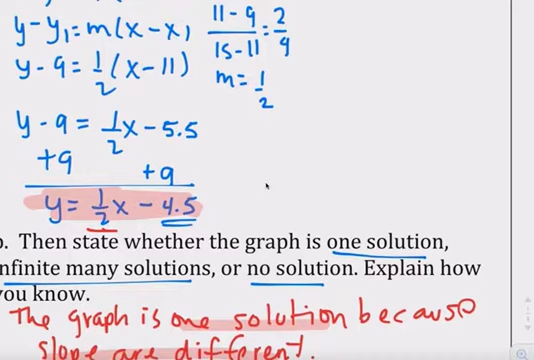 y - y₁ = m(x - x₁)
11 - 9 / 15 - 11 = 2/4
y - 9 = 1/2 (x - 11)
m = 1/2
y - 9 = 1/2 x - 5.5
+9 +9
y = 1/2 x - 4.5
Then state whether the graph is one solution,
nfinite many solutions, or no solution. Explain how
you know.
The graph is one solution because
slope are different.